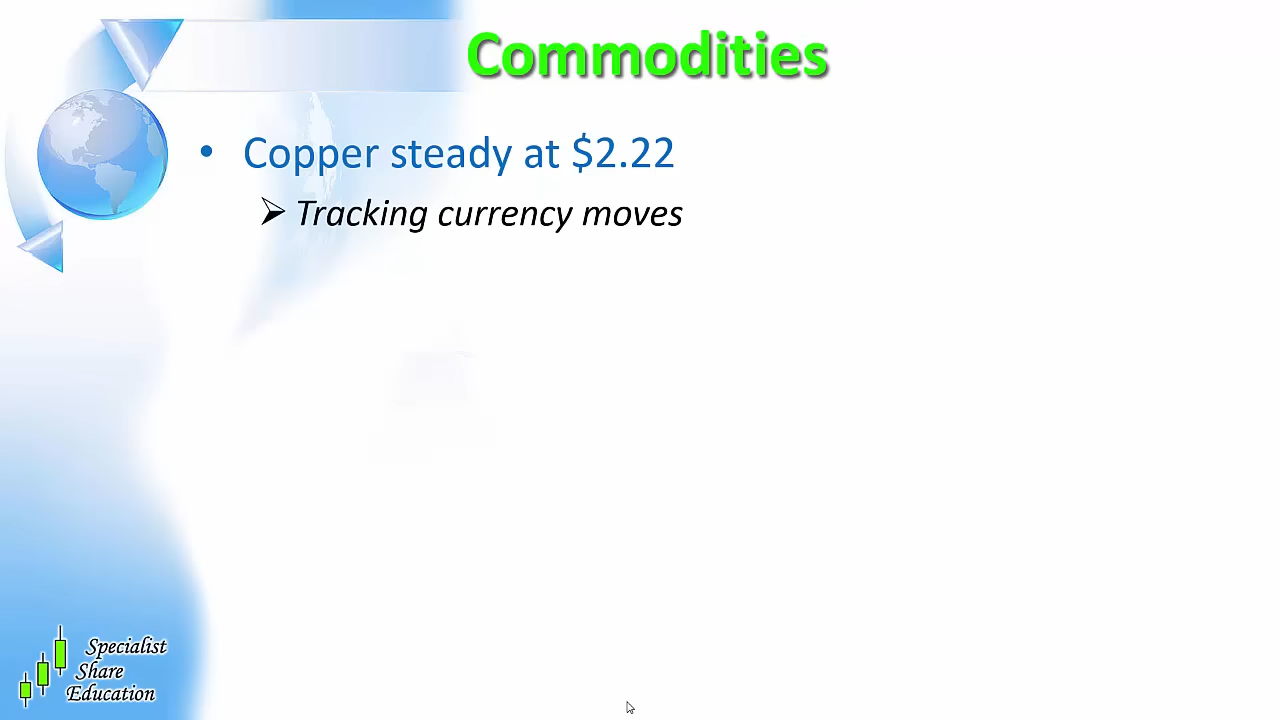 Commodities
• Copper steady at $2.22
➢ Tracking currency moves
Specialist
Share
Education